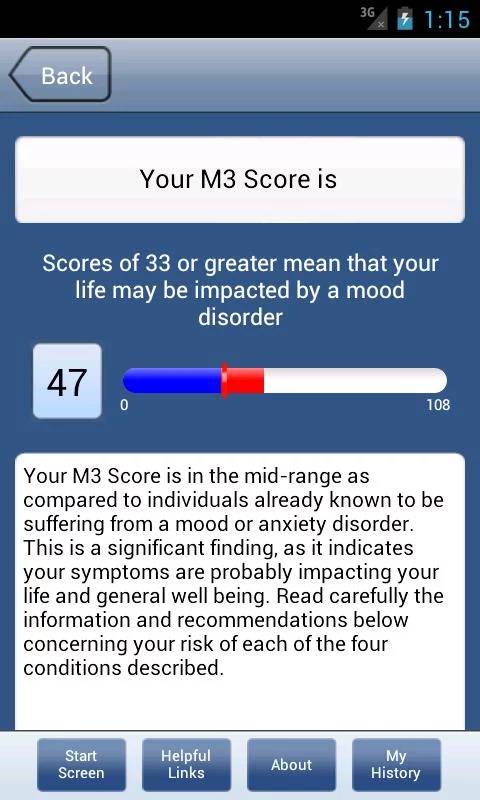 3G
1:15
Back
Your M3 Score is
Scores of 33 or greater mean that your
life may be impacted by a mood
disorder
47
0
108
Your M3 Score is in the mid-range as
compared to individuals already known to be
suffering from a mood or anxiety disorder.
This is a significant finding, as it indicates
your symptoms are probably impacting your
life and general well being. Read carefully the
information and recommendations below
concerning your risk of each of the four
conditions described.
Start
Screen
Helpful
Links
About
My
History